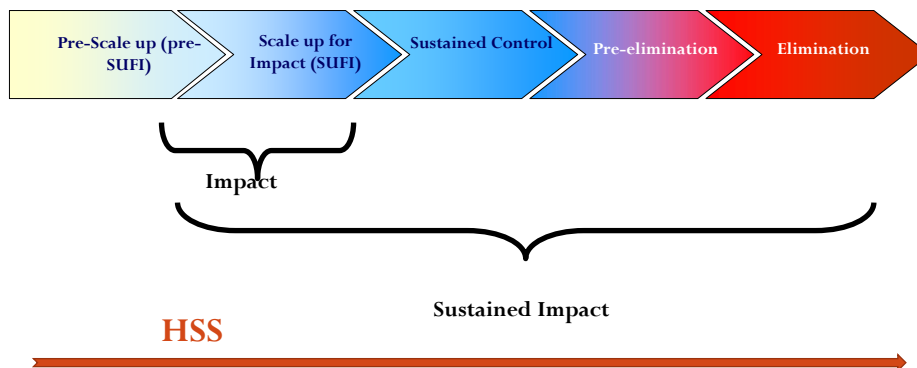 Pre-Scale up (pre-
SUFI)
Scale up for
Impact (SUFI)
Sustained Control
Pre-elimination
Elimination
Impact
Sustained Impact
HSS